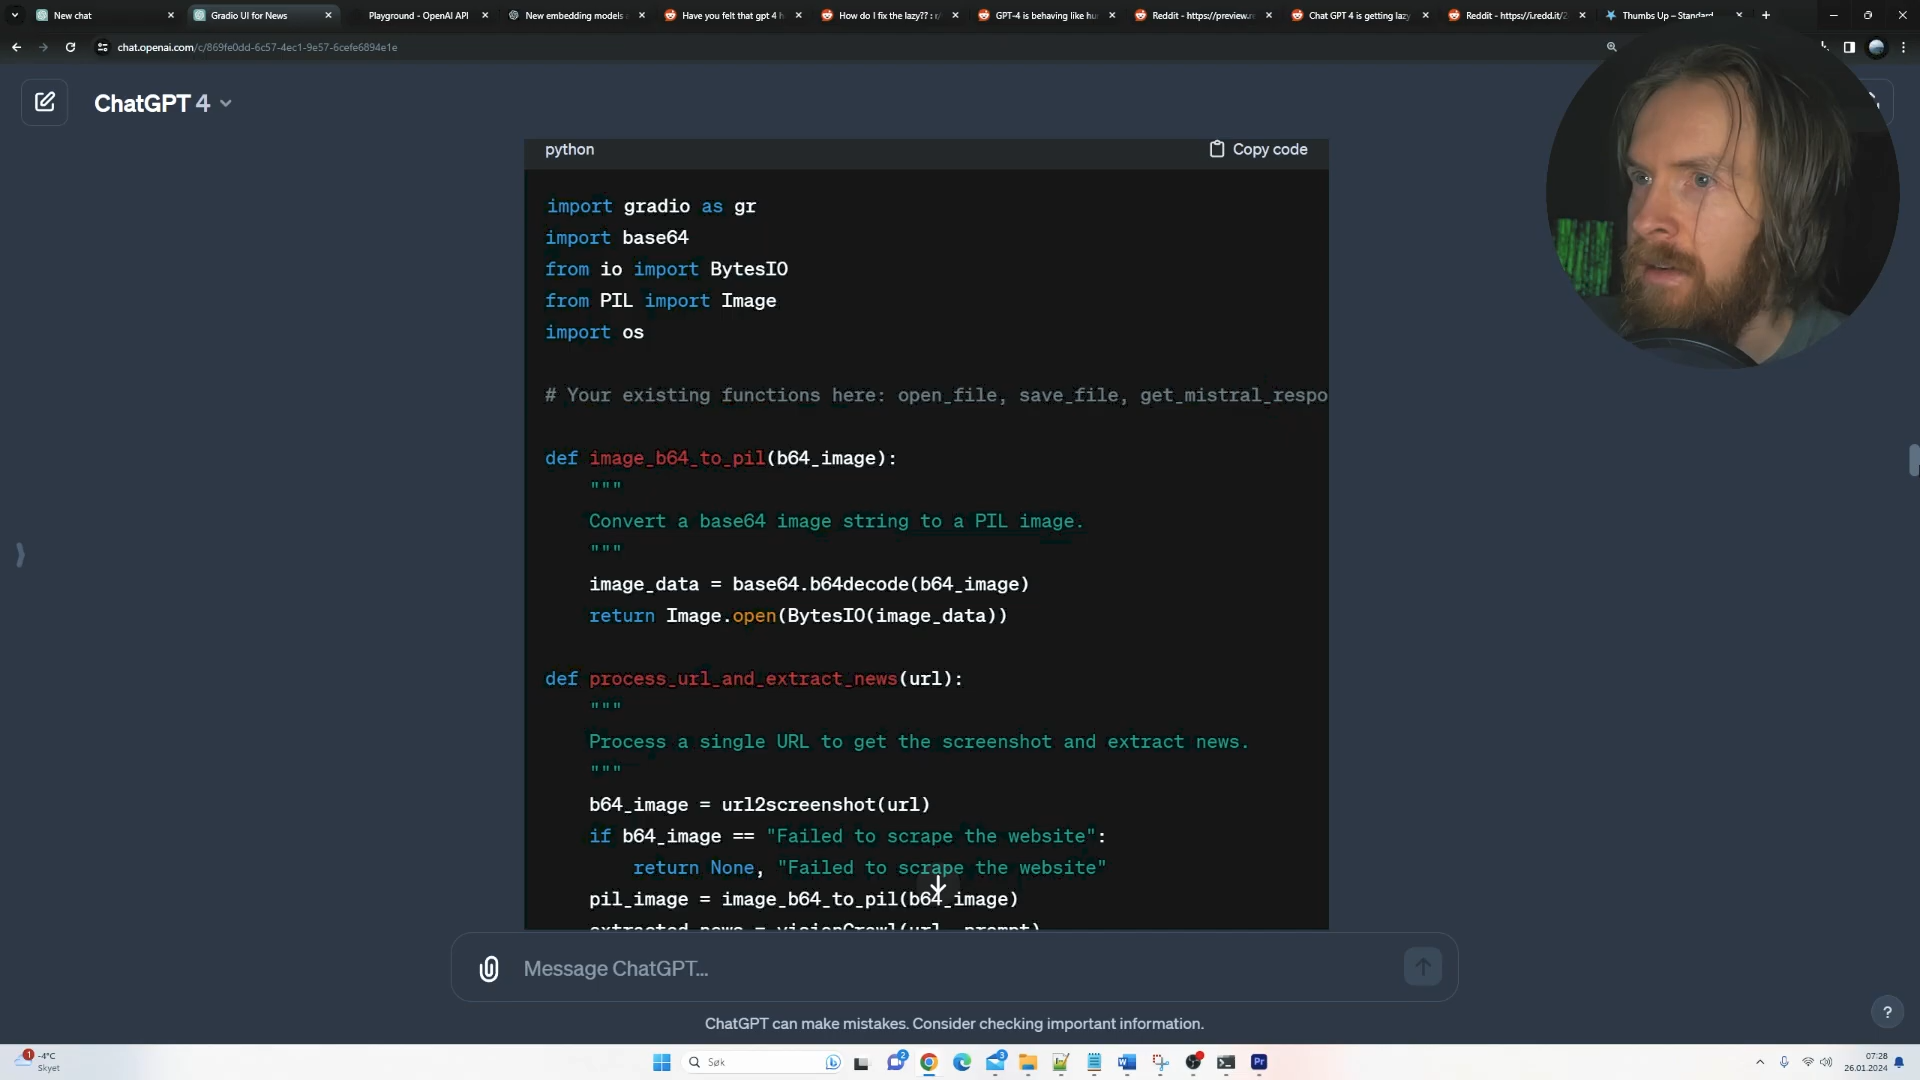 New chat
Gradio UI for News
Playground - OpenAI API
New embedding models
Have you felt that gpt 4 h
How do I fix the lazy?? : r/
GPT-4 is behaving like hu
Reddit - https://preview.re
Chat GPT 4 is getting lazy
Reddit - https://i.redd.it/2
Thumbs Up – Standard
chat.openai.com/c/869fe0dd-6c57-4ec1-9e57-6cefe6894e1e
ChatGPT 4
python
Copy code
import gradio as gr
import base64
from io import BytesIO
from PIL import Image
import os
# Your existing functions here: open_file, save_file, get_mistral_respo
def image_b64_to_pil(b64_image):
"""
Convert a base64 image string to a PIL image.
"""
image_data = base64.b64decode(b64_image)
return Image.open(BytesIO(image_data))
def process_url_and_extract_news(url):
"""
Process a single URL to get the screenshot and extract news.
"""
b64_image = url2screenshot(url)
if b64_image == "Failed to scrape the website":
return None, "Failed to scrape the website"
pil_image = image_b64_to_pil(b64_image)
extracted_news = visionCrawl(url, prompt)
Message ChatGPT...
ChatGPT can make mistakes. Consider checking important information.
?
1
-4°C
Skyet
Søk
2
3
Pr
07:28
26.01.2024